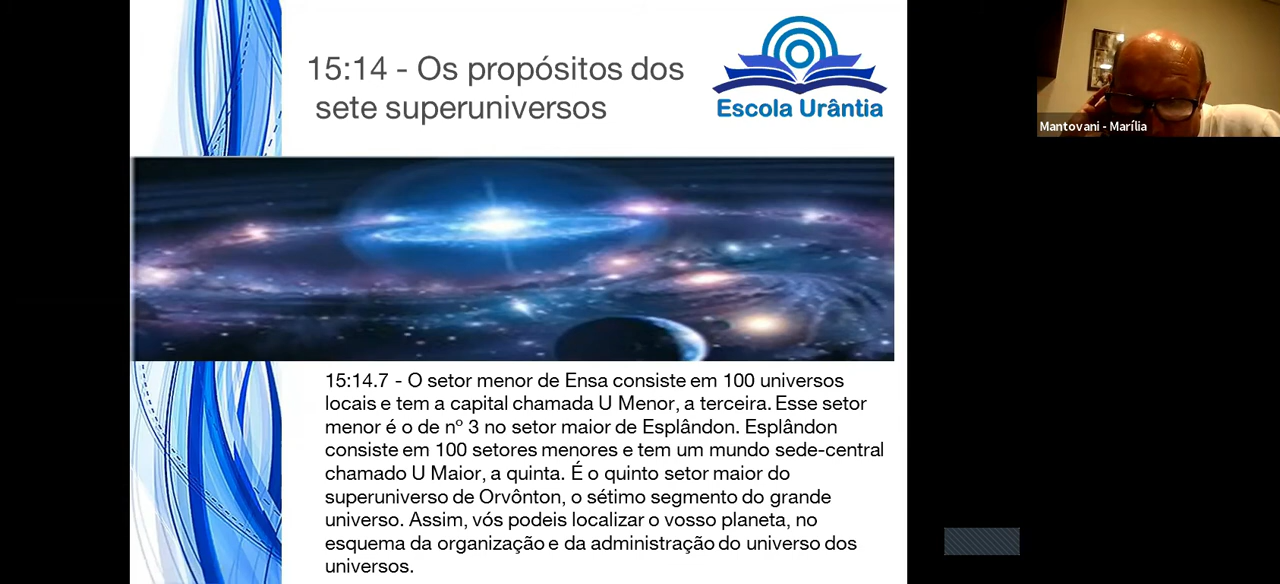 15:14 - Os propósitos dos
sete superuniversos
Escola Urântia
Mantovani - Marília
15:14.7 - O setor menor de Ensa consiste em 100 universos
locais e tem a capital chamada U Menor, a terceira. Esse setor
menor é o de nº 3 no setor maior de Esplândon. Esplândon
consiste em 100 setores menores e tem um mundo sede-central
chamado U Maior, a quinta. É o quinto setor maior do
superuniverso de Orvônton, o sétimo segmento do grande
universo. Assim, vós podeis localizar o vosso planeta, no
esquema da organização e da administração do universo dos
universos.